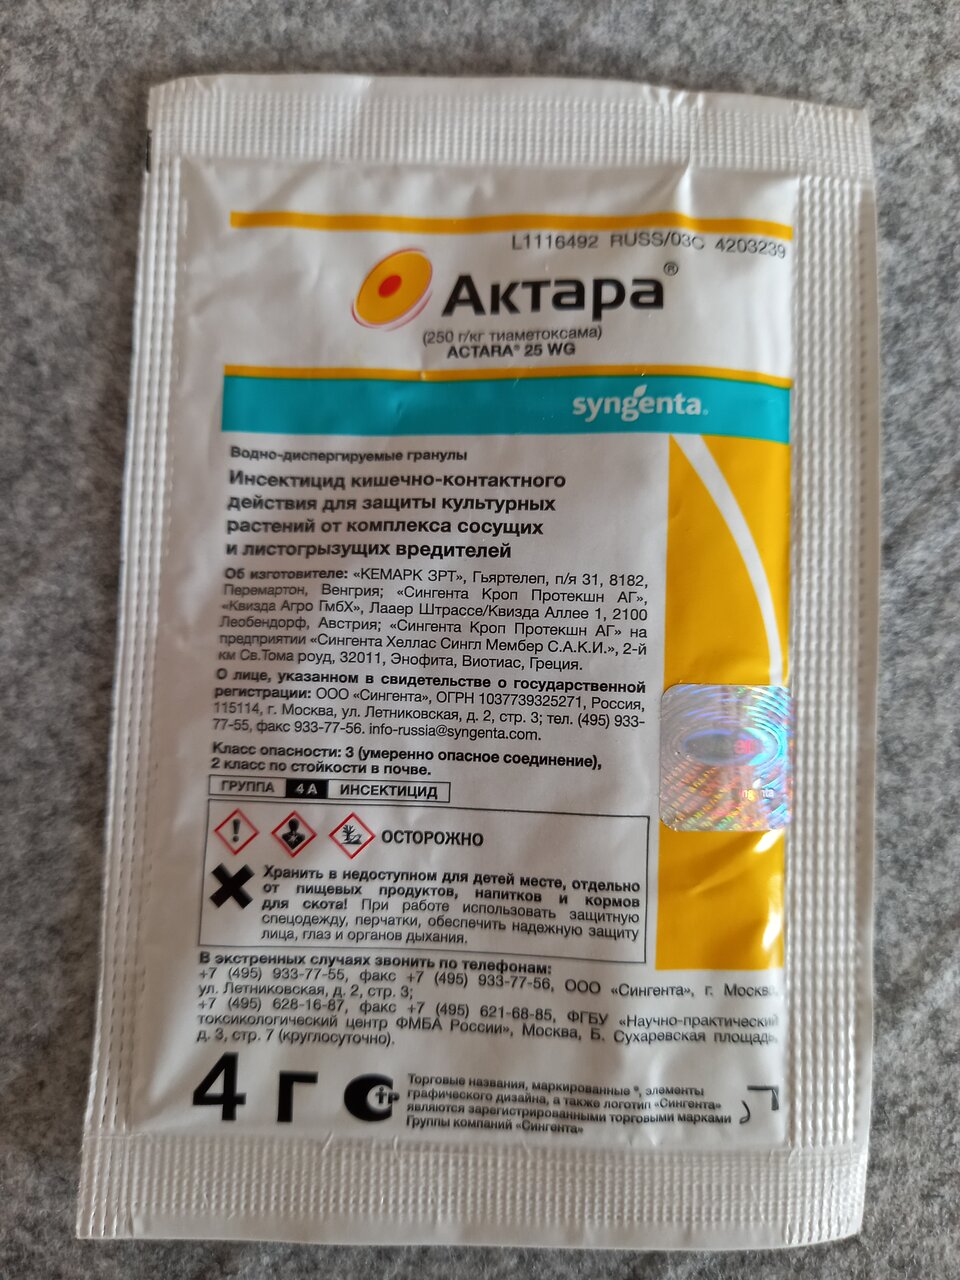 L1116492 RUSS/03C 4203239
Актара®
(250 г/кг тиаметоксама)
ACTARA® 25 WG
syngenta
Водно-диспергируемые гранулы
Инсектицид кишечно-контактного
действия для защиты культурных
растений от комплекса сосущих
и листогрызущих вредителей
Об изготовителе: «КЕМАРК ЗРТ», Гьяртелеп, п/я 31, 8182,
Перемартон, Венгрия; «Сингента Кроп Протекшн АГ»,
«Квизда Агро ГмбХ», Лааер Штрассе/Квизда Аллее 1, 2100
Леобендорф, Австрия; «Сингента Кроп Протекшн АГ» на
предприятии «Сингента Хеллас Сингл Мембер С.А.К.И.», 2-й
км Св.Тома роуд, 32011, Энофита, Виотиас, Греция.
О лице, указанном в свидетельстве о государственной
регистрации: ООО «Сингента», ОГРН 1037739325271, Россия,
115114, г. Москва, ул. Летниковская, д. 2, стр. 3; тел. (495) 933-
77-55, факс 933-77-56. info-russia@syngenta.com.
Класс опасности: 3 (умеренно опасное соединение),
2 класс по стойкости в почве.
ГРУППА 4A ИНСЕКТИЦИД
ОСТОРОЖНО
Хранить в недоступном для детей месте, отдельно
от пищевых продуктов, напитков и кормов
для скота! При работе использовать защитную
спецодежду, перчатки, обеспечить надежную защиту
лица, глаз и органов дыхания.
В экстренных случаях звонить по телефонам:
+7 (495) 933-77-55, факс +7 (495) 933-77-56, ООО «Сингента», г. Москва,
ул. Летниковская, д. 2, стр. 3;
+7 (495) 628-16-87, факс +7 (495) 621-68-85, ФГБУ «Научно-практический
токсикологический центр ФМБА России», Москва, Б. Сухаревская площадь,
д. 3, стр. 7 (круглосуточно).
4 г
Торговые названия, маркированные ®, элементы
графического дизайна, а также логотип «Сингента»
являются зарегистрированными торговыми марками
Группы компаний «Сингента»